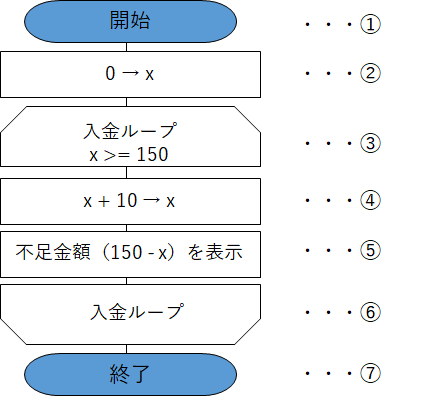 開始 ・・・①
0 → x ・・・②
入金ループ
x >= 150 ・・・③
x + 10 → x ・・・④
不足金額（150 - x）を表示 ・・・⑤
入金ループ ・・・⑥
終了 ・・・⑦